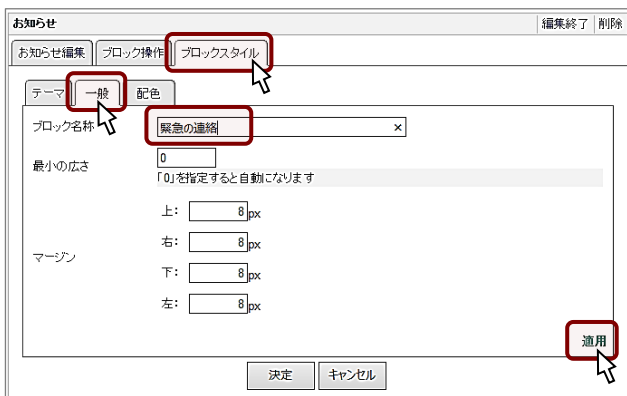 お知らせ 編集終了 削除
お知らせ編集 ブロック操作 ブロックスタイル
テーマ 一般 配色
ブロック名称 緊急の連絡 ×
最小の広さ 0
「0」を指定すると自動になります
上： 8 px
右： 8 px
マージン
下： 8 px
左： 8 px
適用
決定 キャンセル